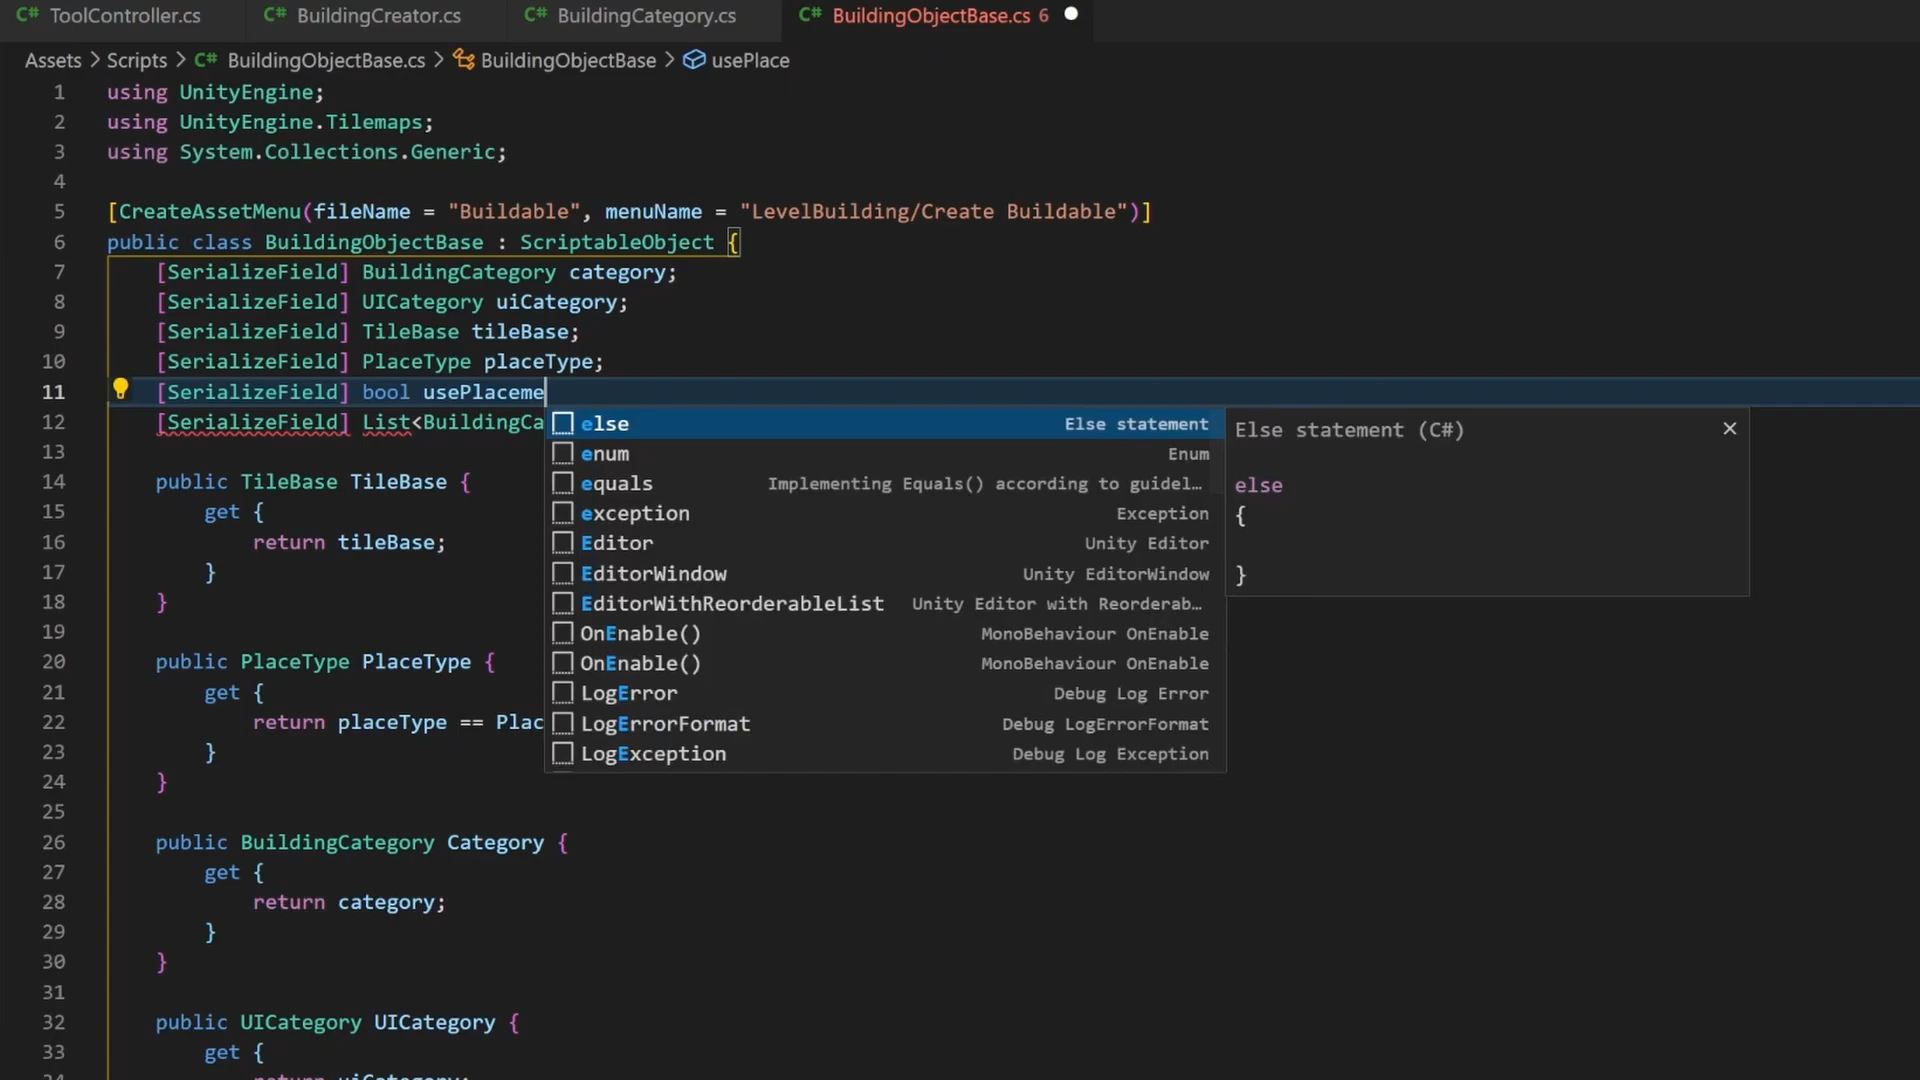 C# ToolController.cs C# BuildingCreator.cs C# BuildingCategory.cs C# BuildingObjectBase.cs 6
Assets > Scripts > C# BuildingObjectBase.cs > BuildingObjectBase > usePlace
1 using UnityEngine;
2 using UnityEngine.Tilemaps;
3 using System.Collections.Generic;
4
5 [CreateAssetMenu(fileName = "Buildable", menuName = "LevelBuilding/Create Buildable")]
6 public class BuildingObjectBase : ScriptableObject {
7 [SerializeField] BuildingCategory category;
8 [SerializeField] UICategory uiCategory;
9 [SerializeField] TileBase tileBase;
10 [SerializeField] PlaceType placeType;
11 [SerializeField] bool usePlaceme
12 [SerializeField] List<BuildingCa
13
14 public TileBase TileBase {
15 get {
16 return tileBase;
17 }
18 }
19
20 public PlaceType PlaceType {
21 get {
22 return placeType == Plac
23 }
24 }
25
26 public BuildingCategory Category {
27 get {
28 return category;
29 }
30 }
31
32 public UICategory UICategory {
33 get {
else Else statement
enum Enum
equals Implementing Equals() according to guidel…
exception Exception
Editor Unity Editor
EditorWindow Unity EditorWindow
EditorWithReorderableList Unity Editor with Reorderab…
OnEnable() MonoBehaviour OnEnable
OnEnable() MonoBehaviour OnEnable
LogError Debug Log Error
LogErrorFormat Debug LogErrorFormat
LogException Debug Log Exception
Else statement (C#)
else
{
}